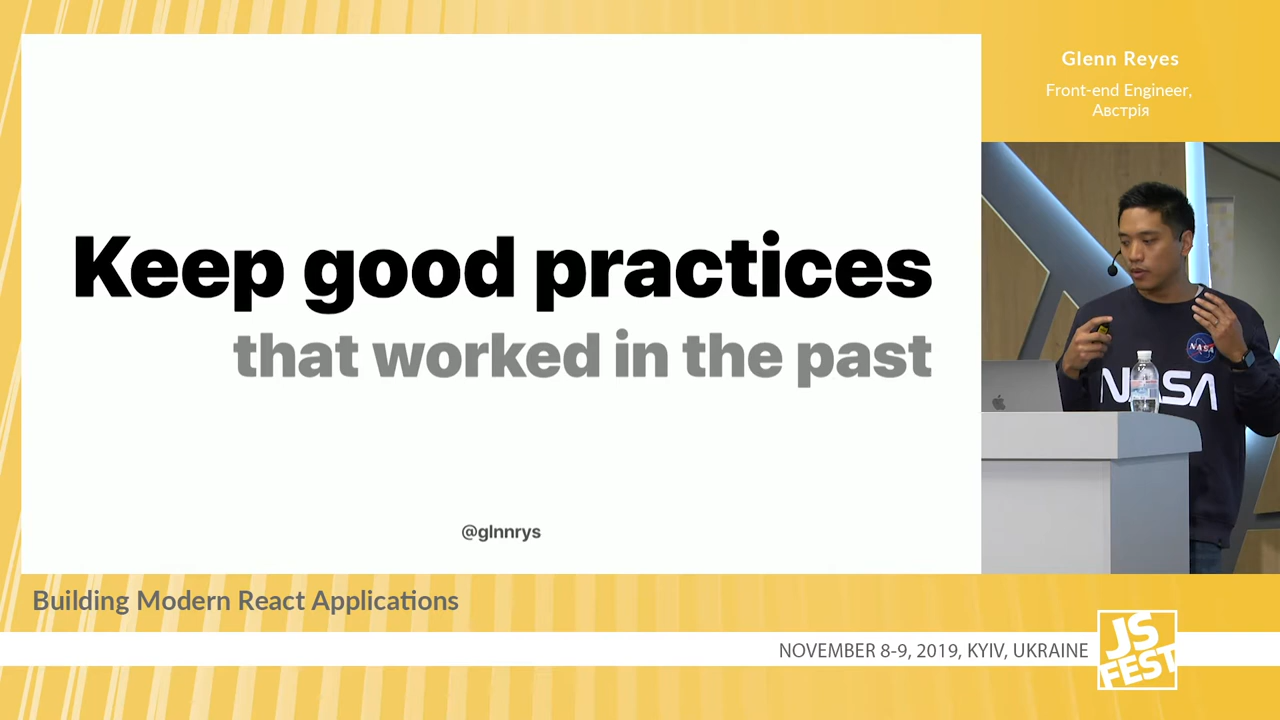 Glenn Reyes
Front-end Engineer,
Австрія
Keep good practices
that worked in the past
@glnnrys
NASA
NASA
Building Modern React Applications
NOVEMBER 8-9, 2019, KYIV, UKRAINE
JS
FEST